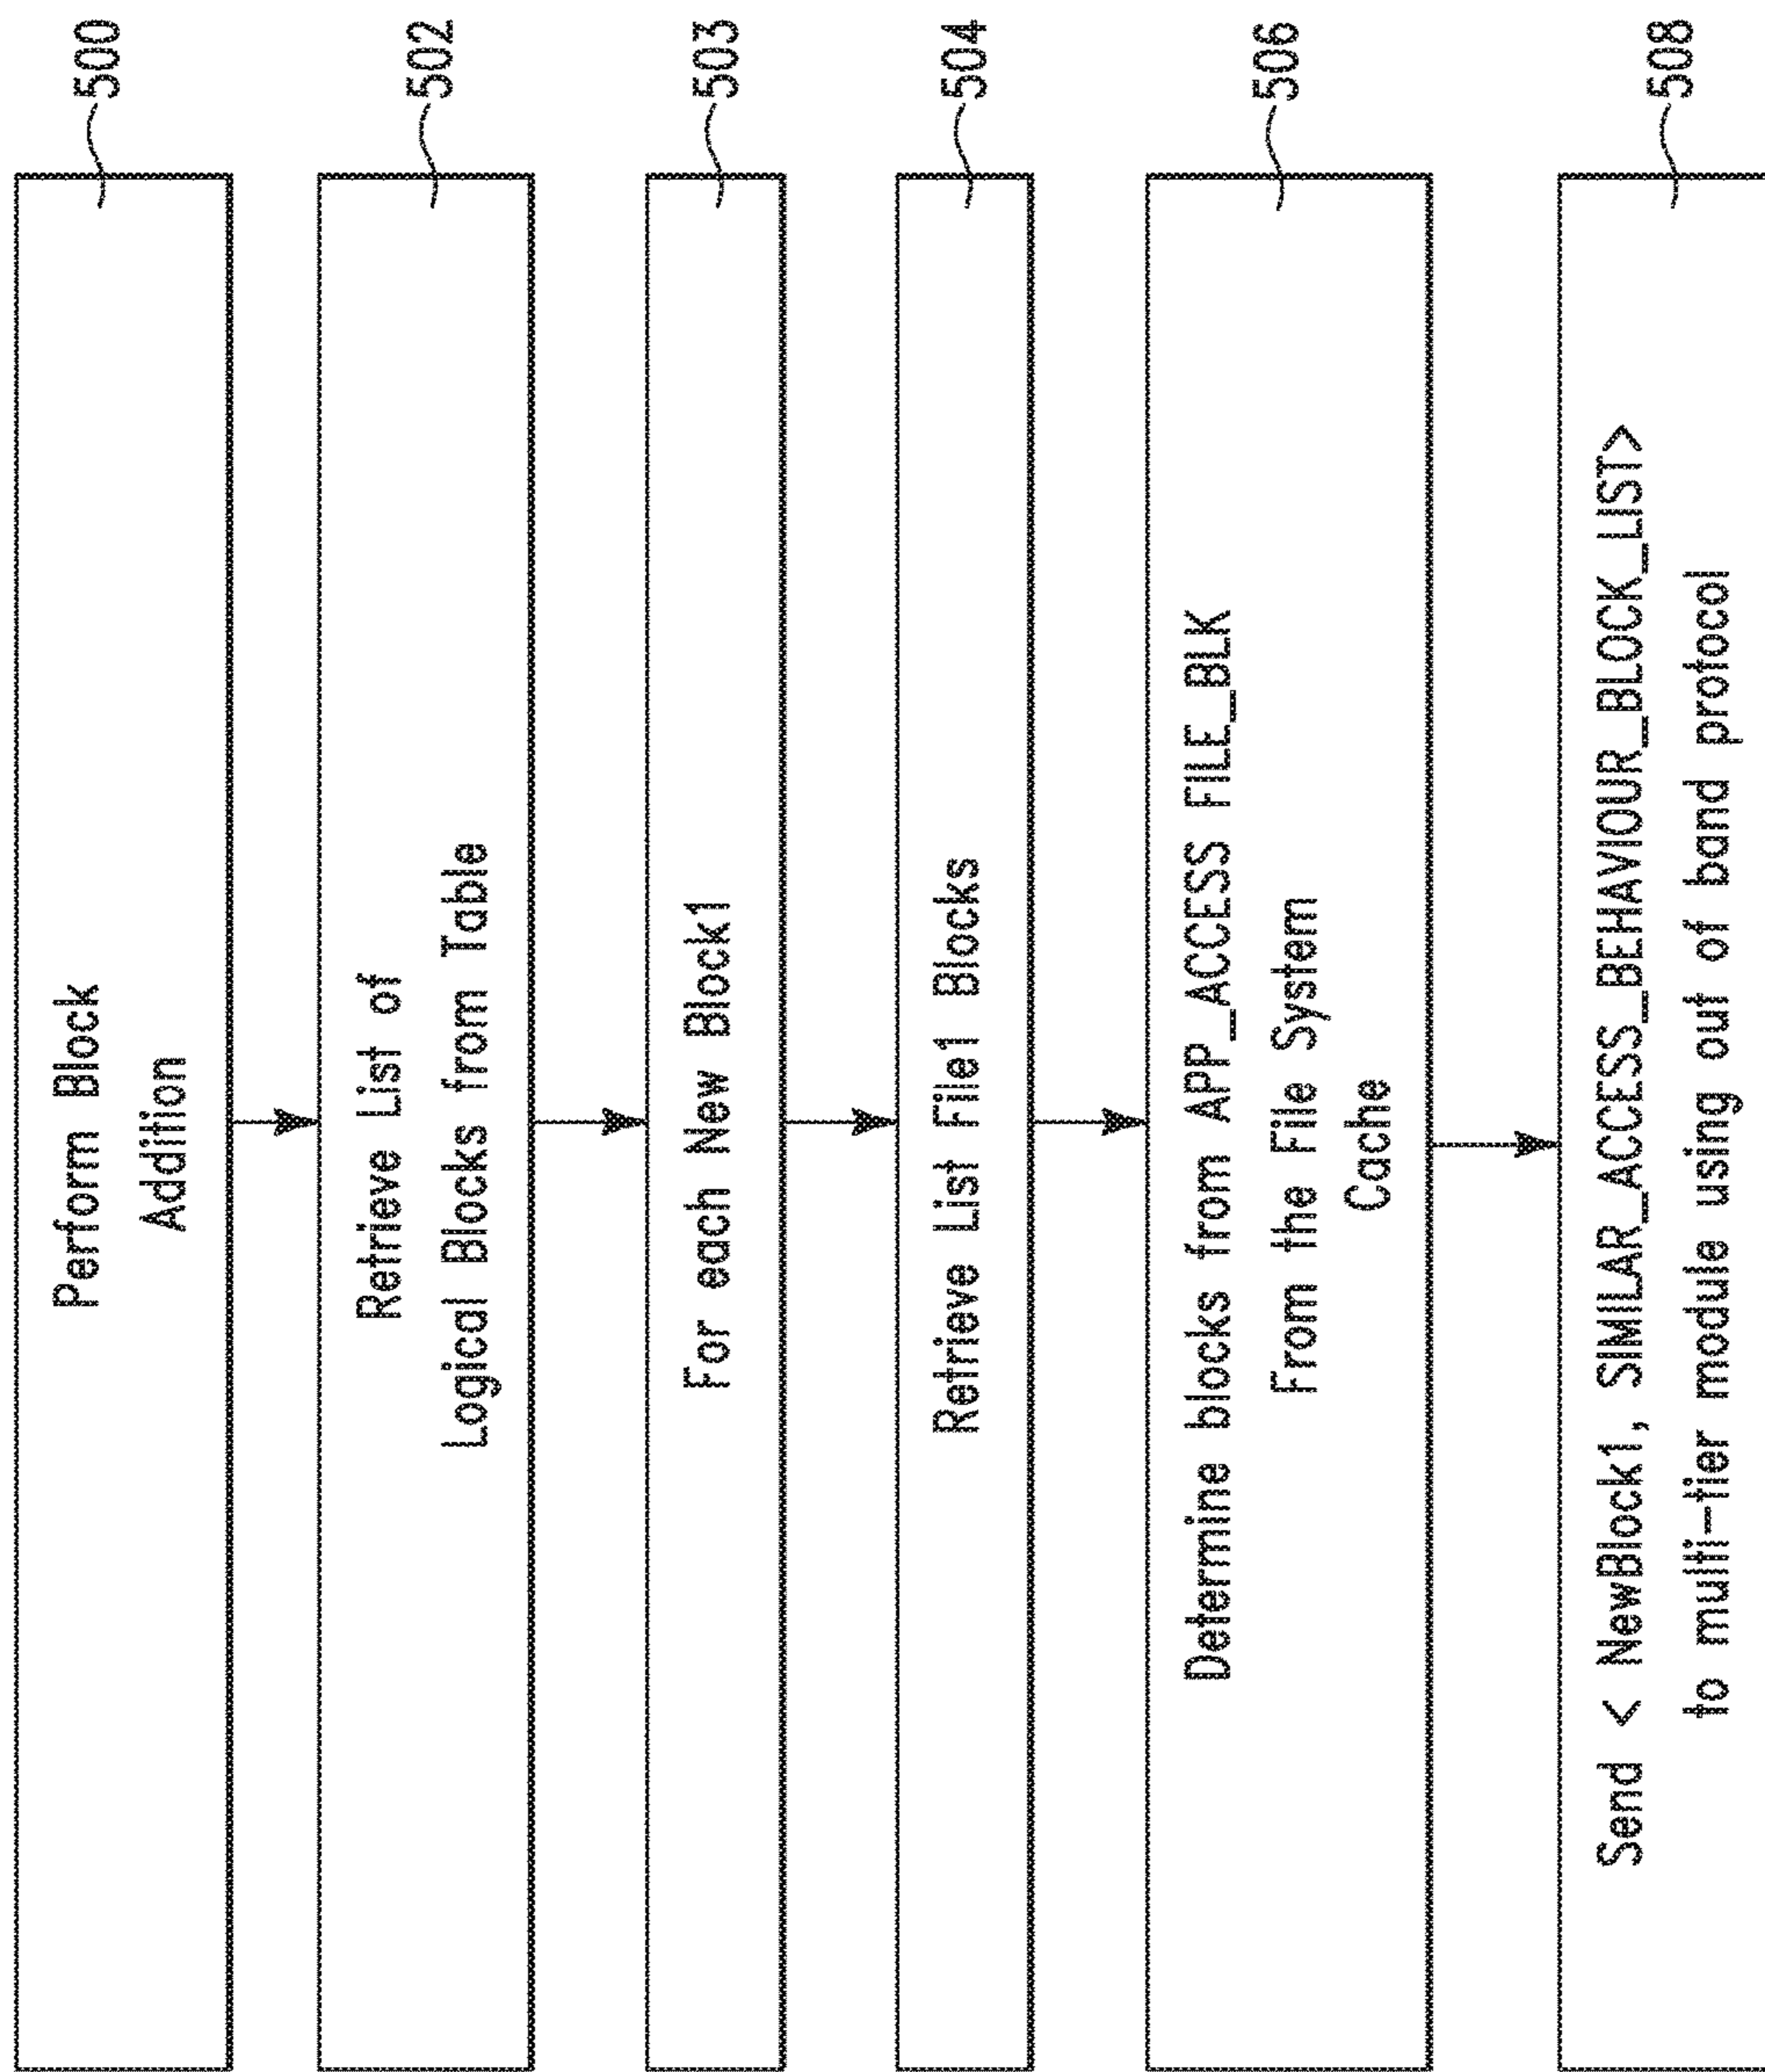 Perform Block
Addition
500
Retrieve List of
Logical Blocks from Table
502
For each New Block1
503
Retrieve List File1 Blocks
504
Determine blocks from APP_ACCESS FILE_BLK
From the File System
Cache
506
Send < NewBlock1, SIMILAR_ACCESS_BEHAVIOUR_BLOCK_LIST>
to multi-tier module using out of band protocol
508